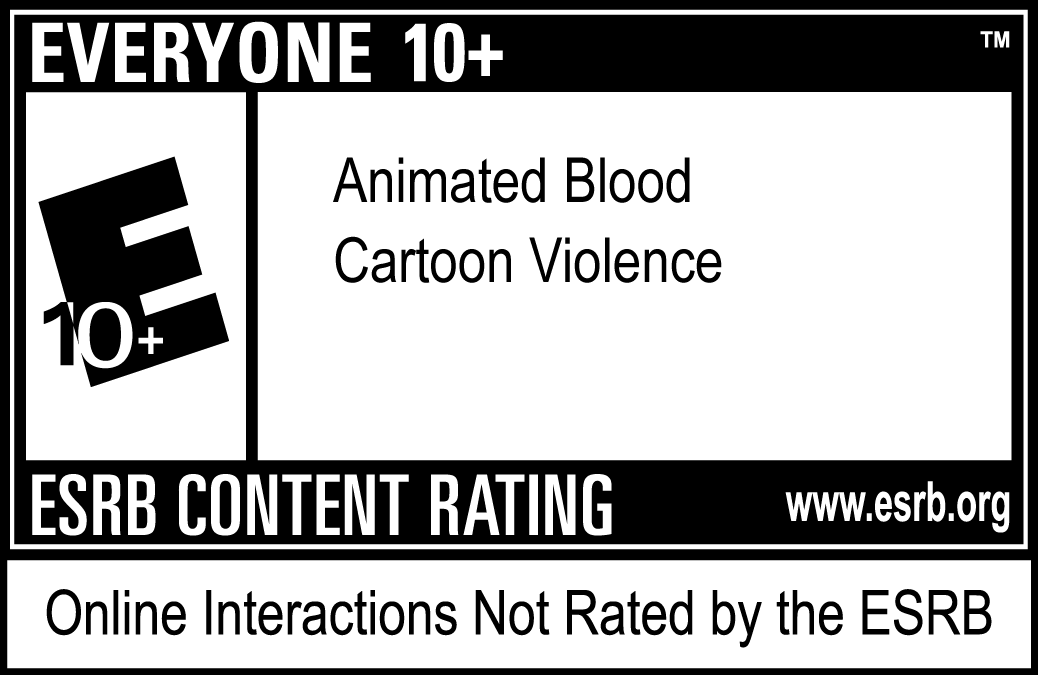 EVERYONE 10+ TM
Animated Blood
Cartoon Violence
E
10+
ESRB CONTENT RATING www.esrb.org
Online Interactions Not Rated by the ESRB